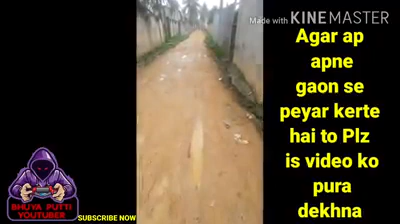 Made with KINEMASTER
Agar ap
apne
gaon se
peyar kerte
hai to Plz
is video ko
pura
dekhna
BHUYA PUTTI
YOUTUBER
SUBSCRIBE NOW